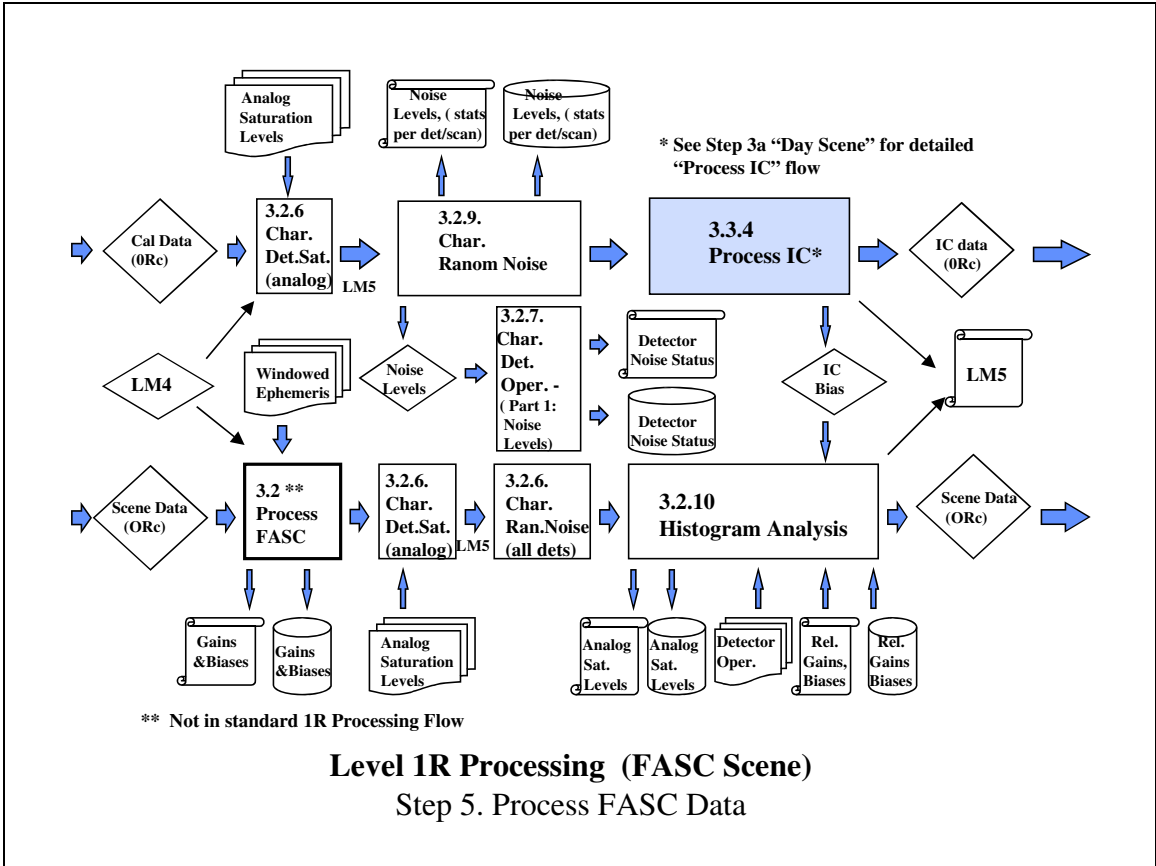 Analog
Saturation
Levels
Noise
Levels, ( stats
per det/scan)
Noise
Levels, ( stats
per det/scan)
* See Step 3a “Day Scene” for detailed
“Process IC” flow
Cal Data
(0Rc)
3.2.6
Char.
Det.Sat.
(analog)
LM5
3.2.9.
Char.
Ranom Noise
3.3.4
Process IC*
IC data
(0Rc)
LM4
Windowed
Ephemeris
Noise
Levels
3.2.7.
Char.
Det.
Oper. -
( Part 1:
Noise
Levels)
Detector
Noise Status
Detector
Noise Status
IC
Bias
LM5
Scene Data
(ORc)
3.2 **
Process
FASC
3.2.6.
Char.
Det.Sat.
(analog)
LM5
3.2.6.
Char.
Ran.Noise
(all dets)
3.2.10
Histogram Analysis
Scene Data
(ORc)
Gains
&Biases
Gains
&Biases
Analog
Saturation
Levels
Analog
Sat.
Levels
Analog
Sat.
Levels
Detector
Oper.
Rel.
Gains,
Biases
Rel.
Gains
Biases
** Not in standard 1R Processing Flow
Level 1R Processing (FASC Scene)
Step 5. Process FASC Data